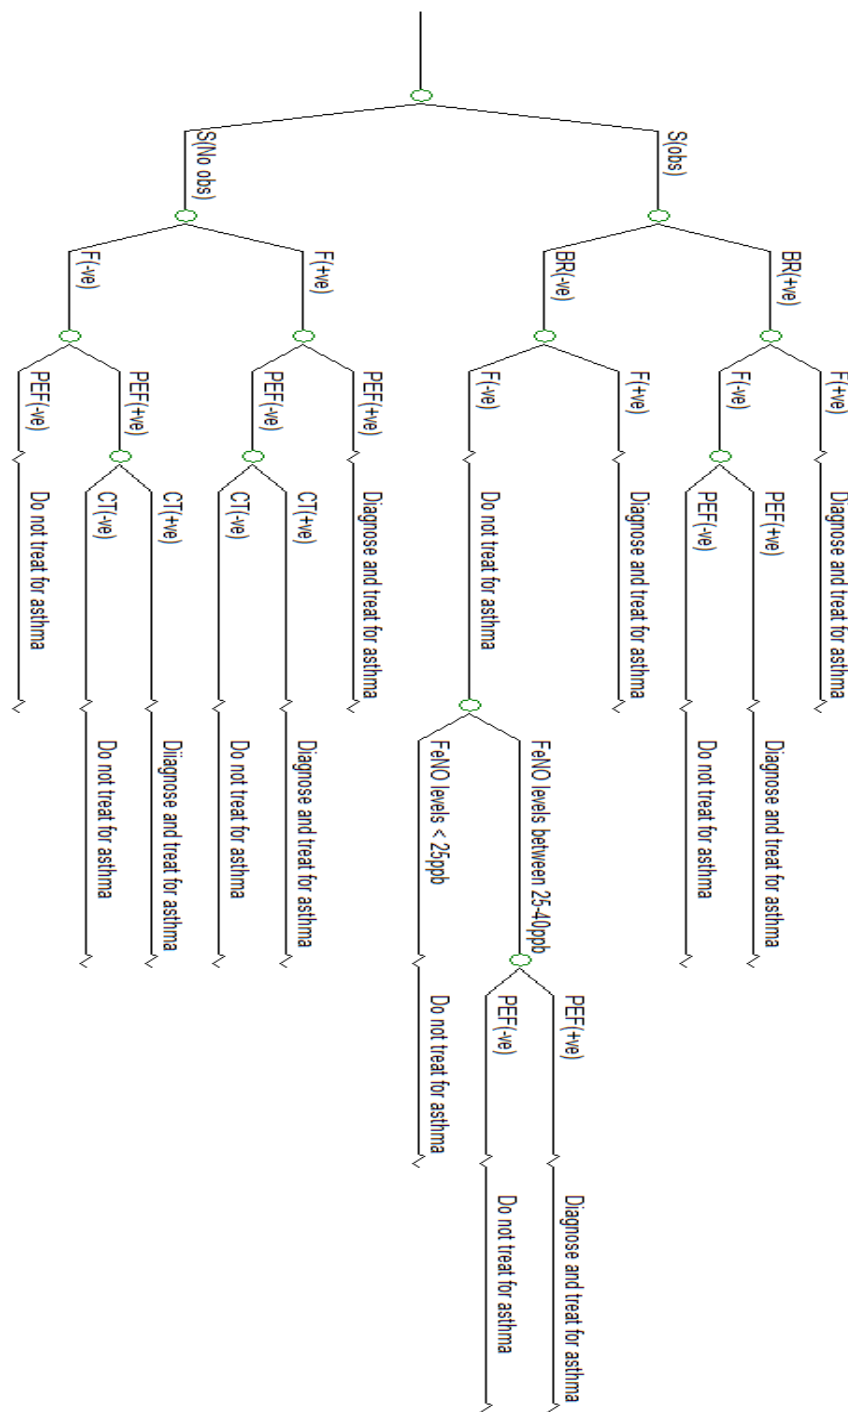 F(+ve) Diagnose and treat for asthma
BR(+ve)
PEF(+ve) Diagnose and treat for asthma
F(-ve)
PEF(-ve) Do not treat for asthma
S(obs)
F(+ve) Diagnose and treat for asthma
PEF(+ve) Diagnose and treat for asthma
BR(-ve)
FeNO levels between 25-40ppb
PEF(-ve) Do not treat for asthma
F(-ve) Do not treat for asthma
FeNO levels < 25ppb Do not treat for asthma
PEF(+ve) Diagnose and treat for asthma
F(+ve)
CT(+ve) Diagnose and treat for asthma
PEF(-ve)
CT(-ve) Do not treat for asthma
S(No obs)
CT(+ve) Diiagnose and treat for asthma
PEF(+ve)
CT(-ve) Do not treat for asthma
F(-ve)
PEF(-ve) Do not treat for asthma